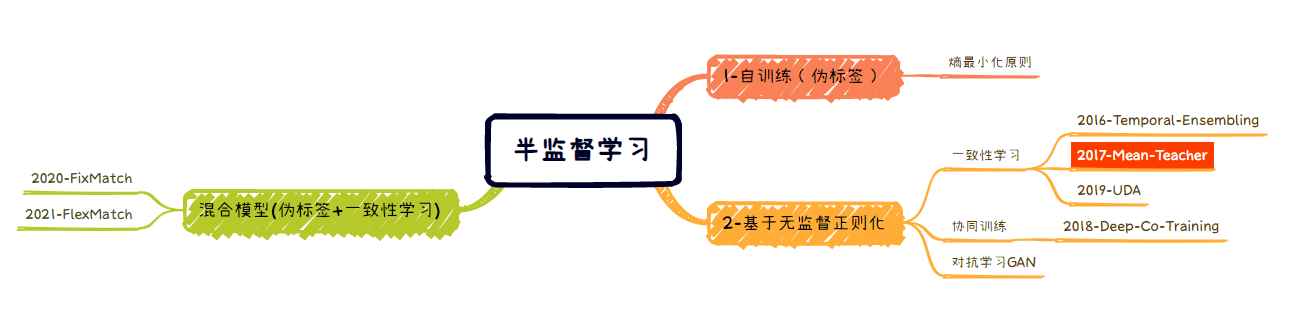 半监督学习
1-自训练（伪标签）
熵最小化原则
2-基于无监督正则化
一致性学习
2016-Temporal-Ensembling
2017-Mean-Teacher
2019-UDA
协同训练
2018-Deep-Co-Training
对抗学习GAN
混合模型(伪标签+一致性学习)
2020-FixMatch
2021-FlexMatch